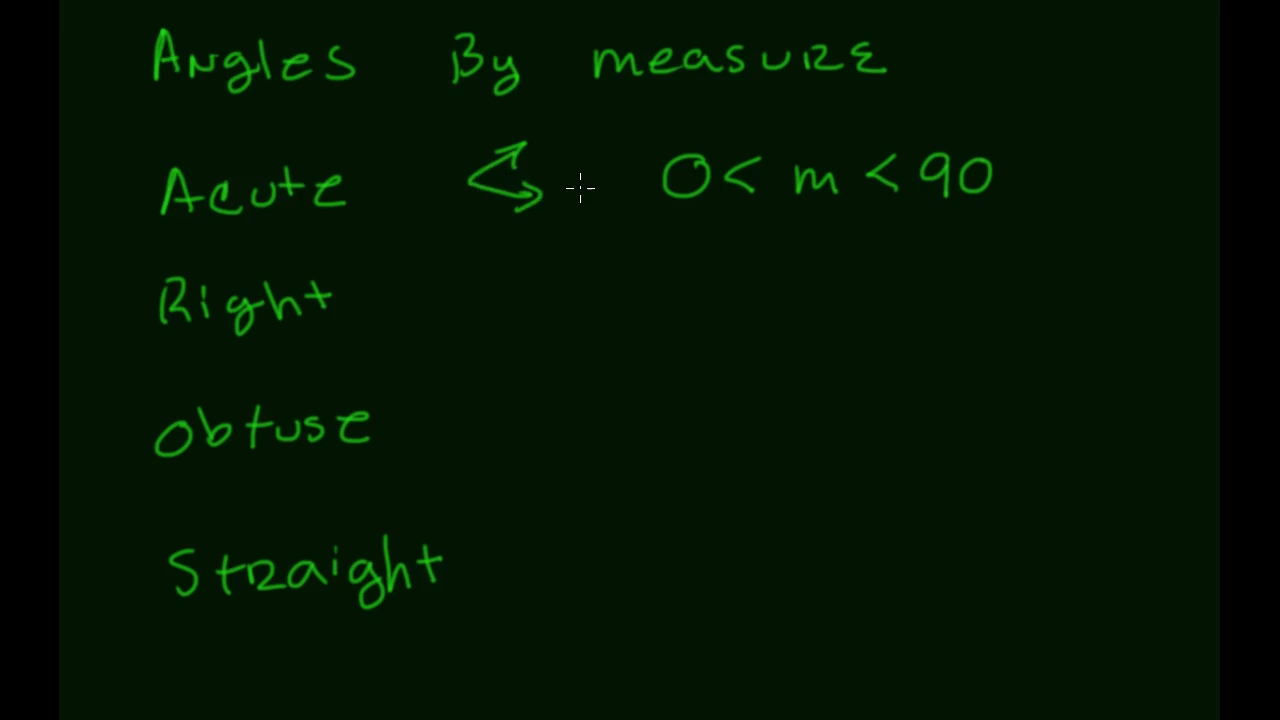 Angles By measure
Acute 0 < m < 90
Right
Obtuse
Straight